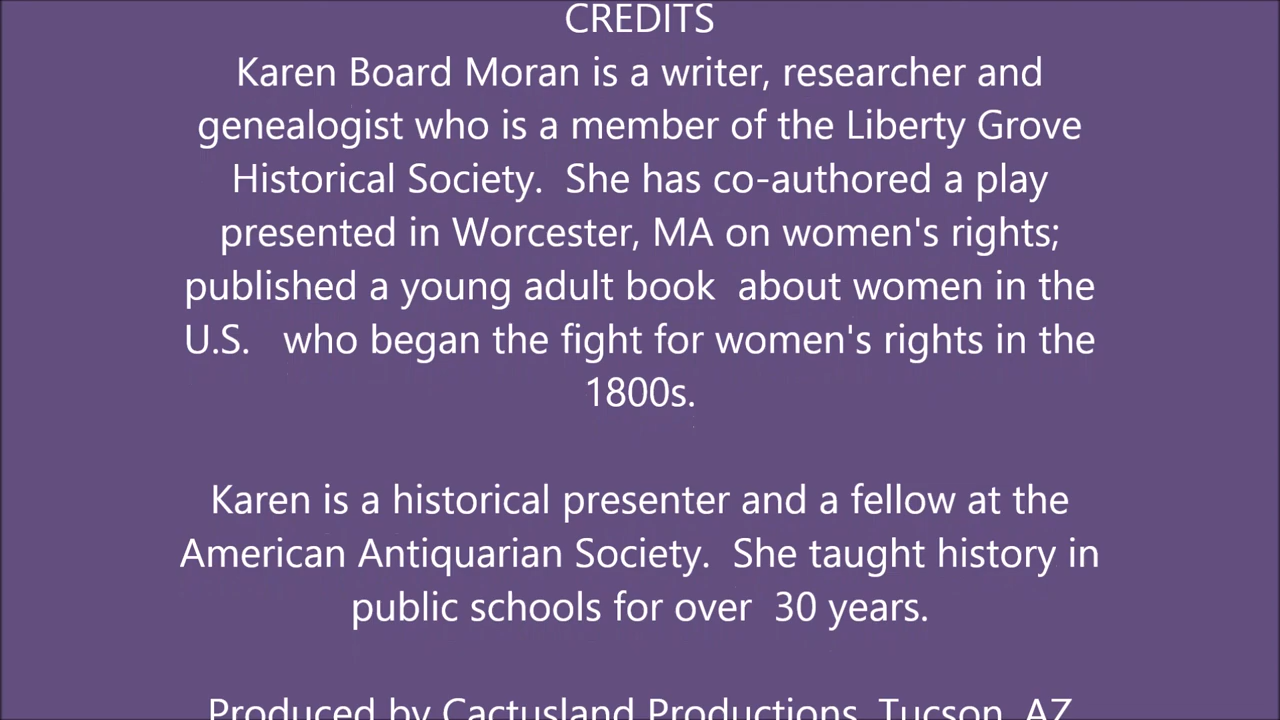 CREDITS
Karen Board Moran is a writer, researcher and
genealogist who is a member of the Liberty Grove
Historical Society.  She has co-authored a play
presented in Worcester, MA on women's rights;
published a young adult book  about women in the
U.S.   who began the fight for women's rights in the
1800s.
Karen is a historical presenter and a fellow at the
American Antiquarian Society.  She taught history in
public schools for over  30 years.
Produced by Cactusland Productions, Tucson, AZ